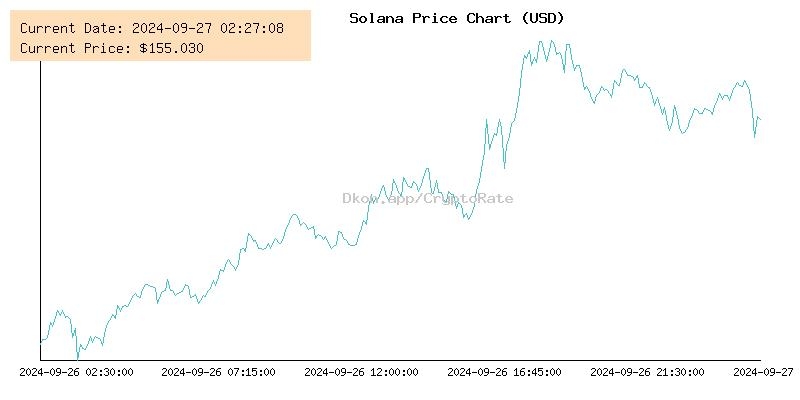 Solana Price Chart (USD)
Current Date: 2024-09-27 02:27:08
Current Price: $155.030
Dkow.app/CryptoRate
2024-09-26 02:30:00
2024-09-26 07:15:00
2024-09-26 12:00:00
2024-09-26 16:45:00
2024-09-26 21:30:00
2024-09-27